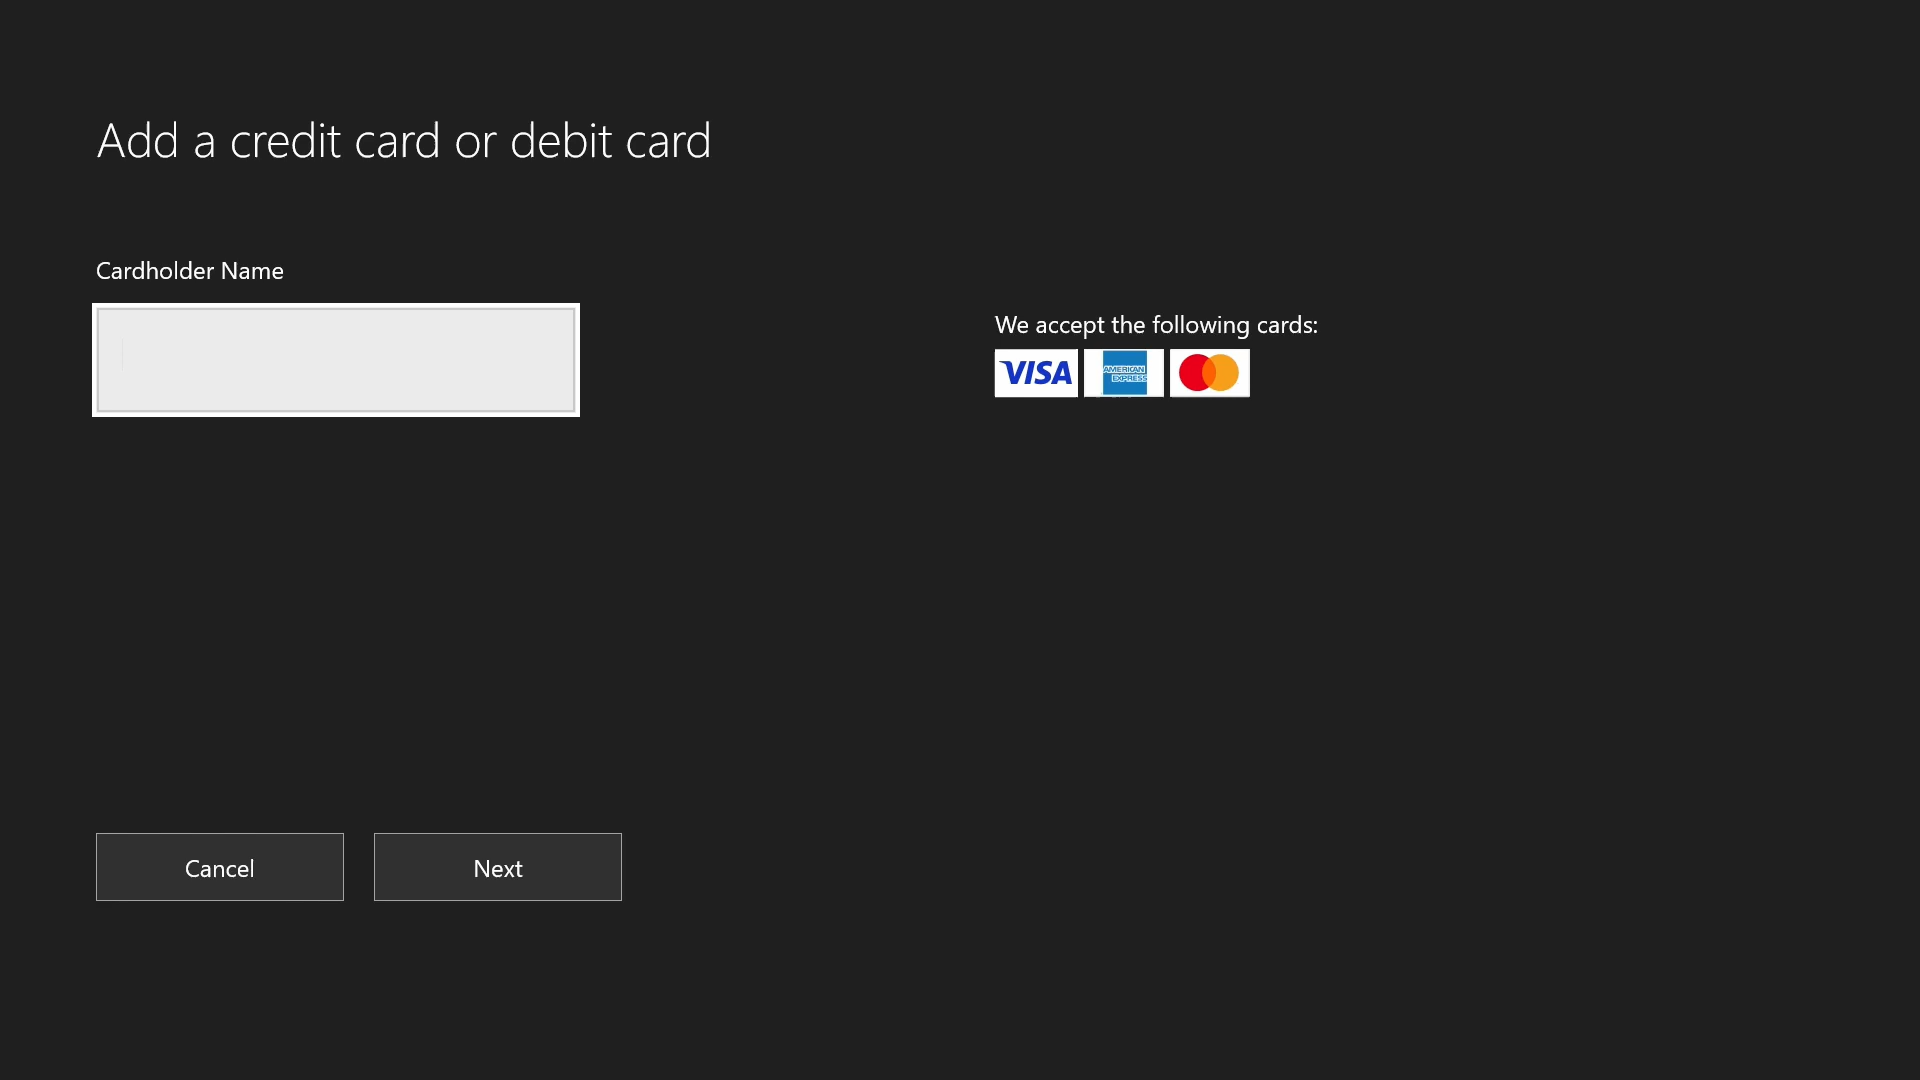 Add a credit card or debit card
Cardholder Name
We accept the following cards:
VISA
AMERICAN
EXPRESS
Cancel
Next